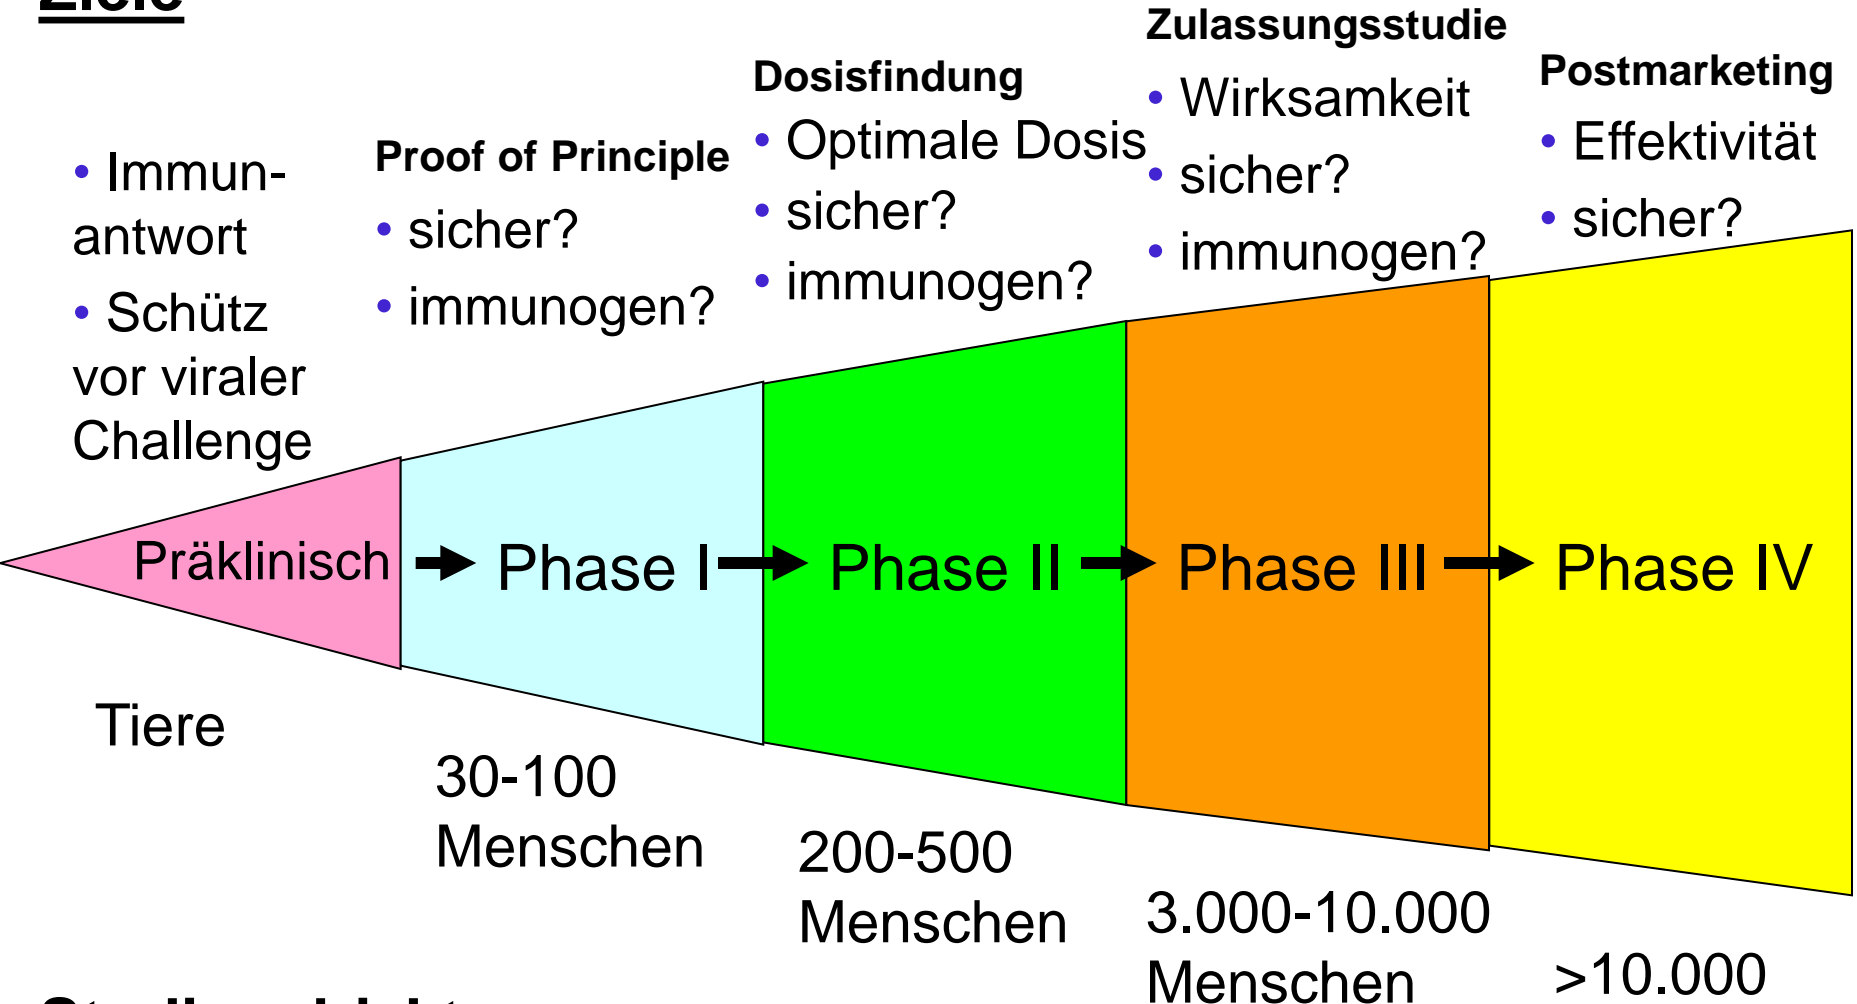 Ziele
• Immun-
antwort
• Schütz
vor viraler
Challenge
Proof of Principle
• sicher?
• immunogen?
Dosisfindung
• Optimale Dosis
• sicher?
• immunogen?
Zulassungsstudie
• Wirksamkeit
• sicher?
• immunogen?
Postmarketing
• Effektivität
• sicher?
Präklinisch
Phase I
Phase II
Phase III
Phase IV
Tiere
30-100
Menschen
200-500
Menschen
3.000-10.000
Menschen
>10.000